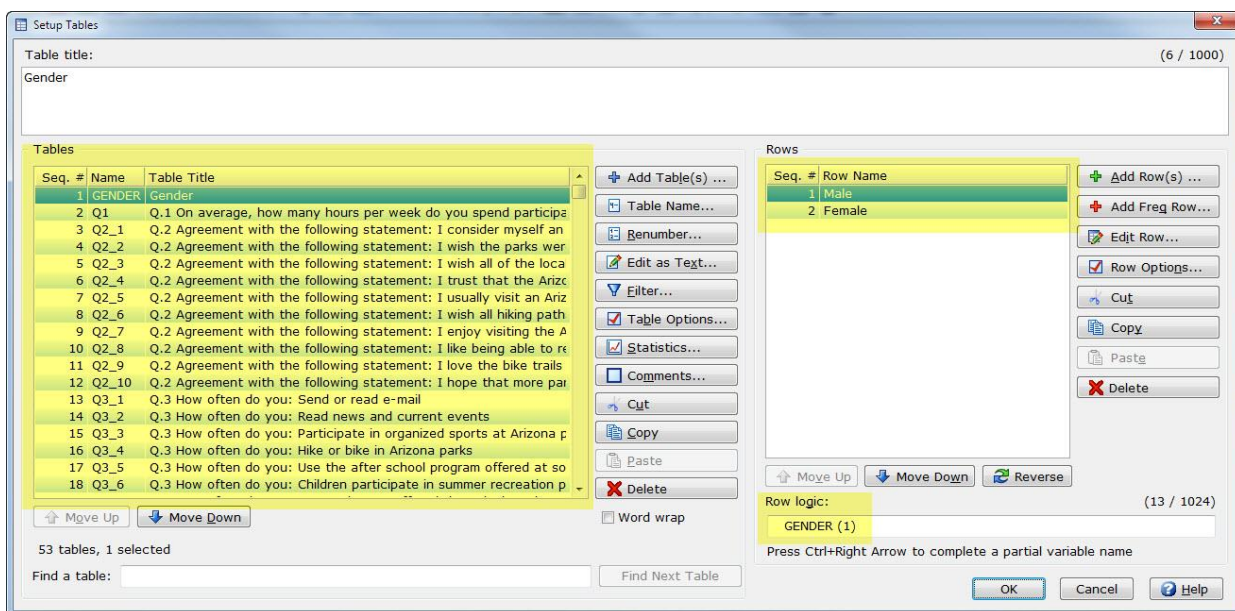 Setup Tables
Table title: (6 / 1000)
Gender
Tables
Seq. # Name Table Title
1 GENDER Gender
2 Q1 Q.1 On average, how many hours per week do you spend participa
3 Q2_1 Q.2 Agreement with the following statement: I consider myself an
4 Q2_2 Q.2 Agreement with the following statement: I wish the parks wer
5 Q2_3 Q.2 Agreement with the following statement: I wish all of the loca
6 Q2_4 Q.2 Agreement with the following statement: I trust that the Arizc
7 Q2_5 Q.2 Agreement with the following statement: I usually visit an Ariz
8 Q2_6 Q.2 Agreement with the following statement: I wish all hiking path
9 Q2_7 Q.2 Agreement with the following statement: I enjoy visiting the A
10 Q2_8 Q.2 Agreement with the following statement: I like being able to re
11 Q2_9 Q.2 Agreement with the following statement: I love the bike trails
12 Q2_10 Q.2 Agreement with the following statement: I hope that more par
13 Q3_1 Q.3 How often do you: Send or read e-mail
14 Q3_2 Q.3 How often do you: Read news and current events
15 Q3_3 Q.3 How often do you: Participate in organized sports at Arizona p
16 Q3_4 Q.3 How often do you: Hike or bike in Arizona parks
17 Q3_5 Q.3 How often do you: Use the after school program offered at so
18 Q3_6 Q.3 How often do you: Children participate in summer recreation p
Move Up Move Down
53 tables, 1 selected
Find a table: Find Next Table
Add Table(s) ...
Table Name...
Renumber...
Edit as Text...
Filter...
Table Options...
Statistics...
Comments...
Cut
Copy
Paste
Delete
Word wrap
Rows
Seq. # Row Name
1 Male
2 Female
Add Row(s) ...
Add Freq Row...
Edit Row...
Row Options...
Cut
Copy
Paste
Delete
Move Up Move Down Reverse
Row logic: (13 / 1024)
GENDER (1)
Press Ctrl+Right Arrow to complete a partial variable name
OK Cancel Help